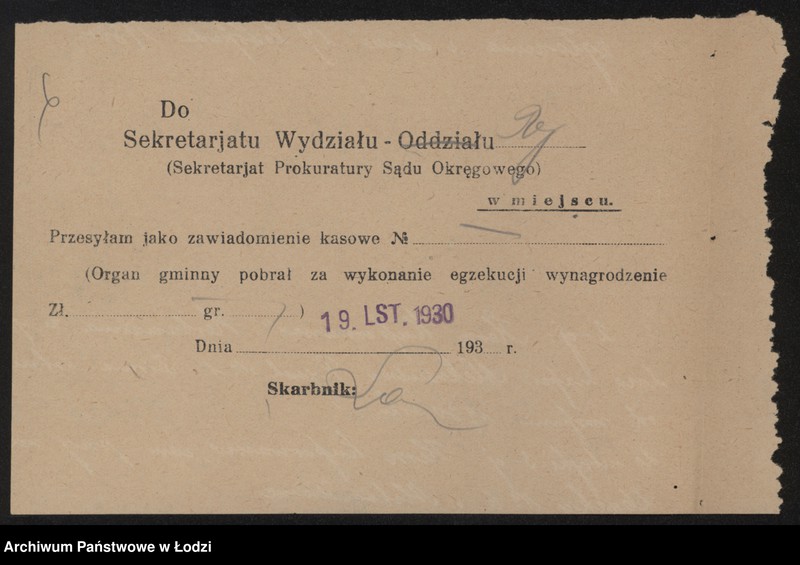 Do
Sekretarjatu Wydziału - Oddziału
(Sekretarjat Prokuratury Sądu Okręgowego)
w miejscu.
Przesyłam jako zawiadomienie kasowe №
(Organ gminny pobrał za wykonanie egzekucji wynagrodzenie
Zł. gr. )
19. LST. 1930
Dnia 193 r.
Skarbnik:
Archiwum Państwowe w Łodzi